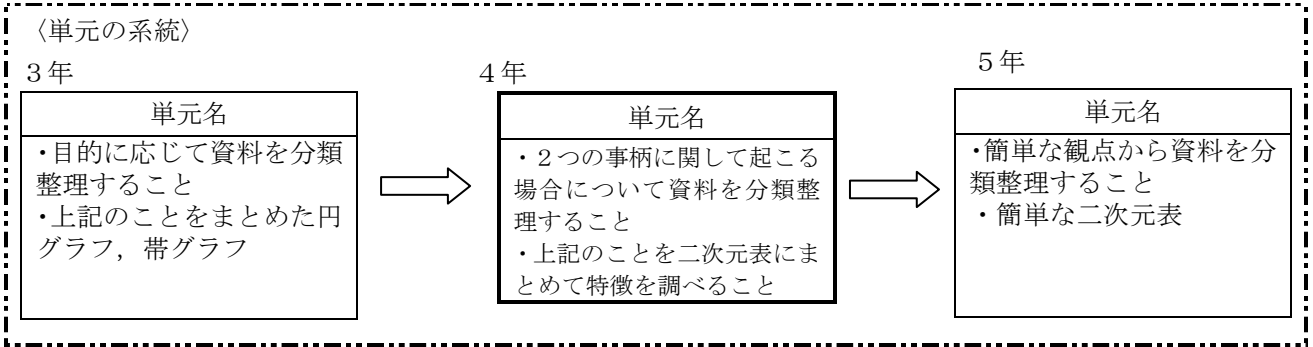 〈単元の系統〉
3年
単元名
・目的に応じて資料を分類
整理すること
・上記のことをまとめた円
グラフ，帯グラフ
4年
単元名
・2つの事柄に関して起こる
場合について資料を分類整
理すること
・上記のことを二次元表にま
とめて特徴を調べること
5年
単元名
・簡単な観点から資料を分
類整理すること
・簡単な二次元表